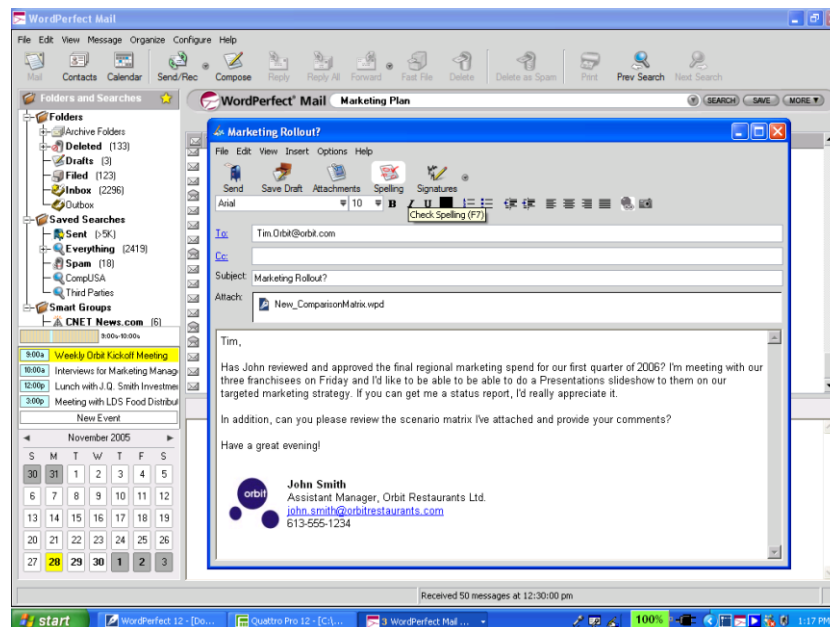 WordPerfect Mail
File Edit View Message Organize Configure Help
Mail Contacts Calendar Send/Rec Compose Reply Reply All Forward Fast File Delete Delete as Spam Print Prev Search Next Search
Folders and Searches
WordPerfect® Mail Marketing Plan SEARCH SAVE MORE
Folders
Archive Folders
Deleted (133)
Drafts (3)
Filed (123)
Inbox (2296)
Outbox
Saved Searches
Sent (>5K)
Everything (2419)
Spam (18)
CompUSA
Third Parties
Smart Groups
CNET News.com (6)
9:00a-10:00a
9:00a Weekly Orbit Kickoff Meeting
10:00a Interviews for Marketing Manag
12:00p Lunch with J.Q. Smith Investme
3:00p Meeting with LDS Food Distribu
New Event
November 2005
S M T W T F S
30 31 1 2 3 4 5
6 7 8 9 10 11 12
13 14 15 16 17 18 19
20 21 22 23 24 25 26
27 28 29 30 1 2 3
Marketing Rollout?
File Edit View Insert Options Help
Send Save Draft Attachments Spelling Signatures
Arial 10 B I U
Check Spelling (F7)
To: Tim.Orbit@orbit.com
Cc:
Subject: Marketing Rollout?
Attach: New_ComparisonMatrix.wpd
Tim,
Has John reviewed and approved the final regional marketing spend for our first quarter of 2006? I'm meeting with our
three franchisees on Friday and I'd like to be able to be able to do a Presentations slideshow to them on our
targeted marketing strategy. If you can get me a status report, I'd really appreciate it.
In addition, can you please review the scenario matrix I've attached and provide your comments?
Have a great evening!
orbit
John Smith
Assistant Manager, Orbit Restaurants Ltd.
john.smith@orbitrestaurants.com
613-555-1234
Received 50 messages at 12:30:00 pm
start WordPerfect 12 - [Do... Quattro Pro 12 - [C:\... 3 WordPerfect Mail ... 100% 1:17 PM